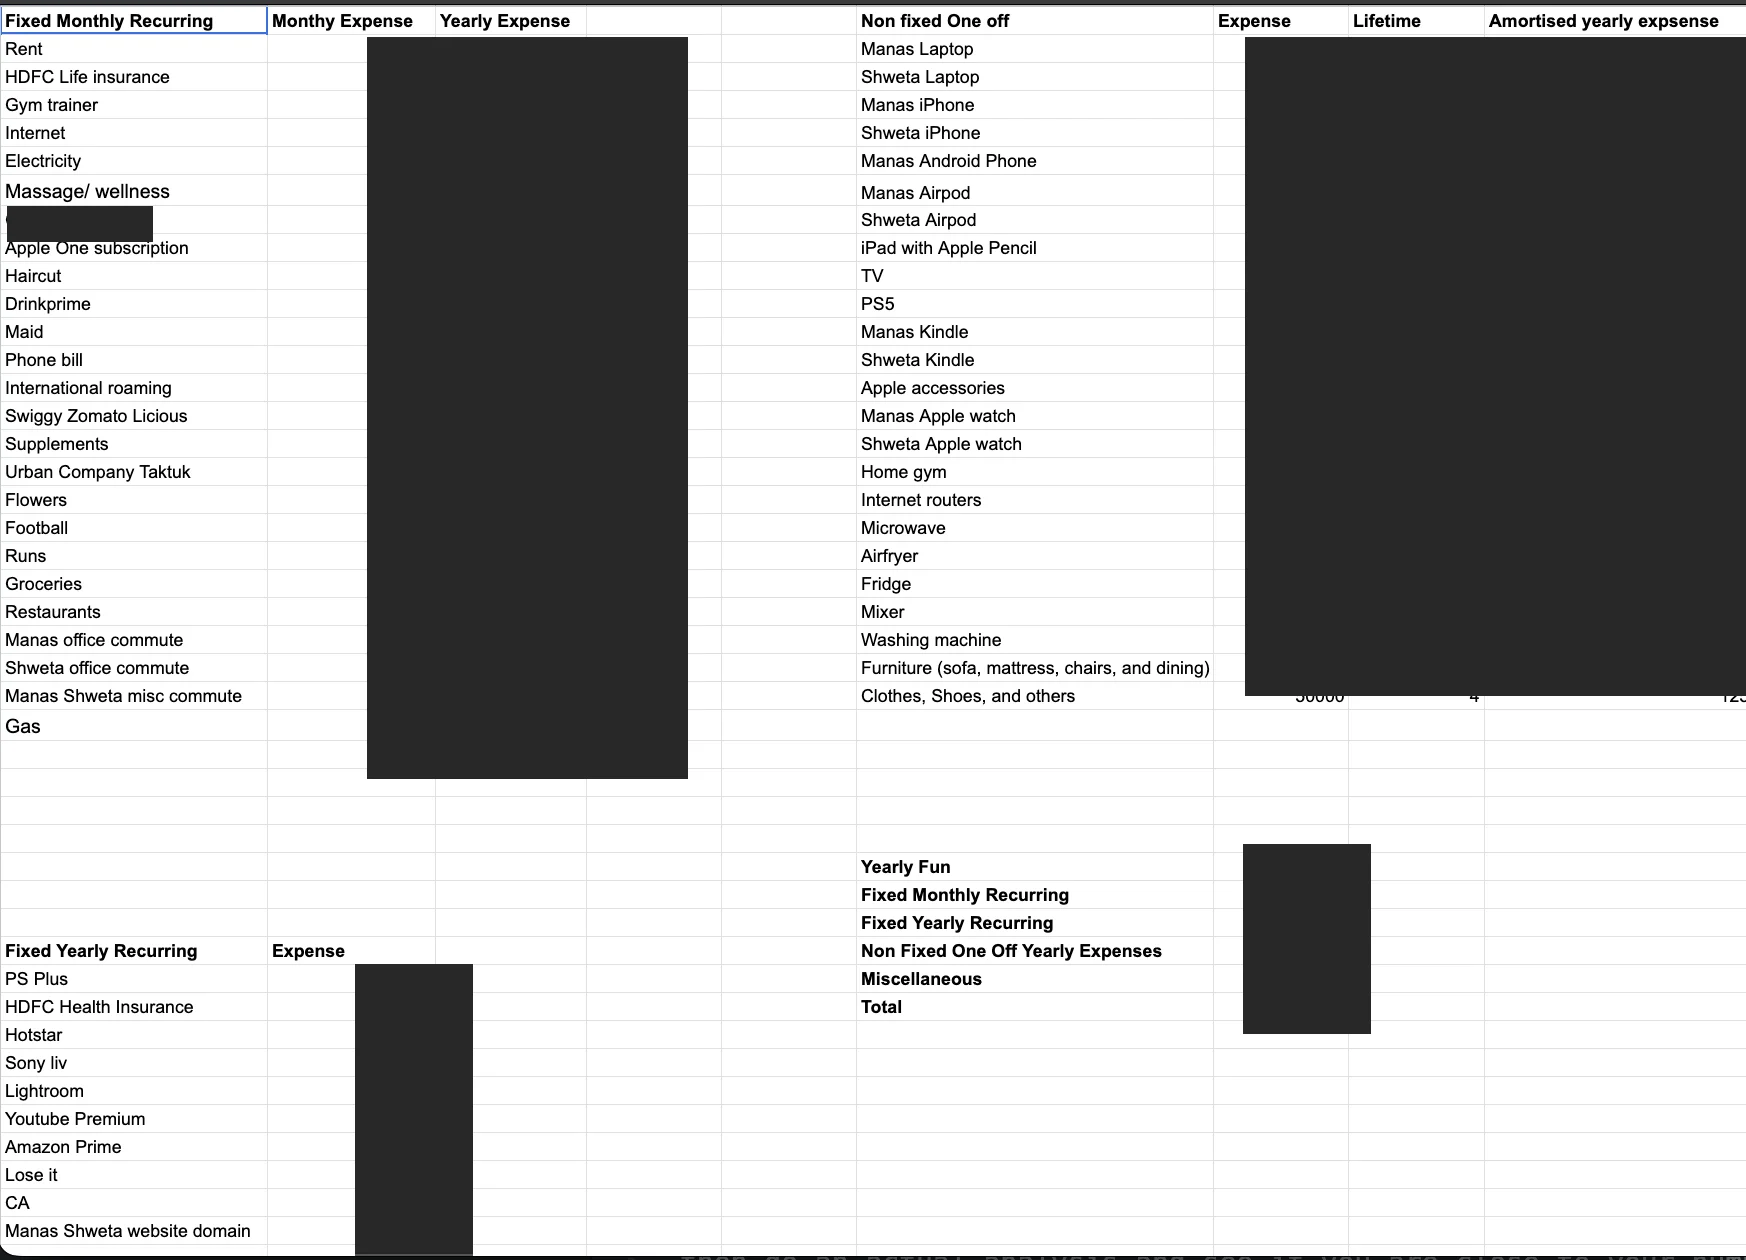 Fixed Monthly Recurring Monthy Expense Yearly Expense
Rent
HDFC Life insurance
Gym trainer
Internet
Electricity
Massage/ wellness
Apple One subscription
Haircut
Drinkprime
Maid
Phone bill
International roaming
Swiggy Zomato Licious
Supplements
Urban Company Taktuk
Flowers
Football
Runs
Groceries
Restaurants
Manas office commute
Shweta office commute
Manas Shweta misc commute
Gas
Fixed Yearly Recurring Expense
PS Plus
HDFC Health Insurance
Hotstar
Sony liv
Lightroom
Youtube Premium
Amazon Prime
Lose it
CA
Manas Shweta website domain
Non fixed One off Expense Lifetime Amortised yearly expsense
Manas Laptop
Shweta Laptop
Manas iPhone
Shweta iPhone
Manas Android Phone
Manas Airpod
Shweta Airpod
iPad with Apple Pencil
TV
PS5
Manas Kindle
Shweta Kindle
Apple accessories
Manas Apple watch
Shweta Apple watch
Home gym
Internet routers
Microwave
Airfryer
Fridge
Mixer
Washing machine
Furniture (sofa, mattress, chairs, and dining)
Clothes, Shoes, and others
Yearly Fun
Fixed Monthly Recurring
Fixed Yearly Recurring
Non Fixed One Off Yearly Expenses
Miscellaneous
Total